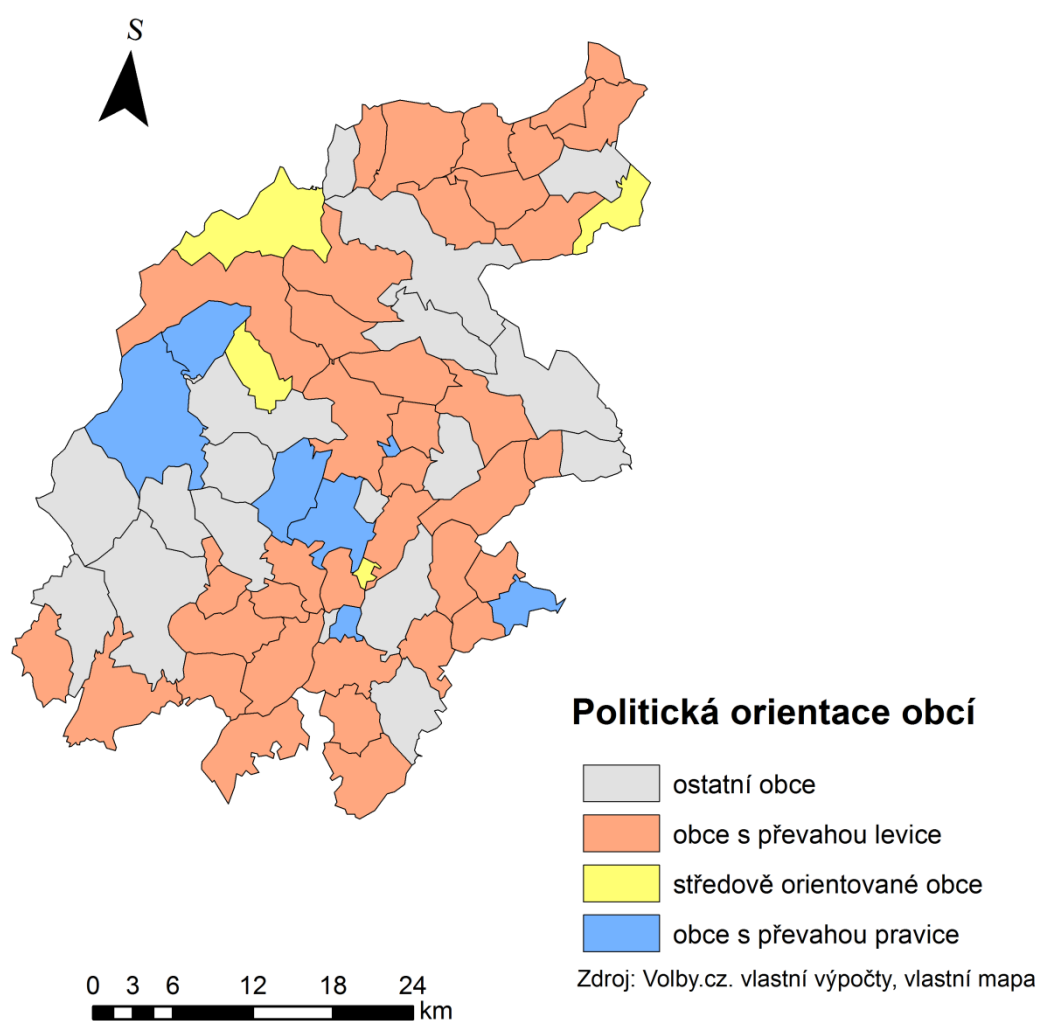 S
Politická orientace obcí
ostatní obce
obce s převahou levice
středově orientované obce
obce s převahou pravice
Zdroj: Volby.cz. vlastní výpočty, vlastní mapa
0 3 6 12 18 24
km